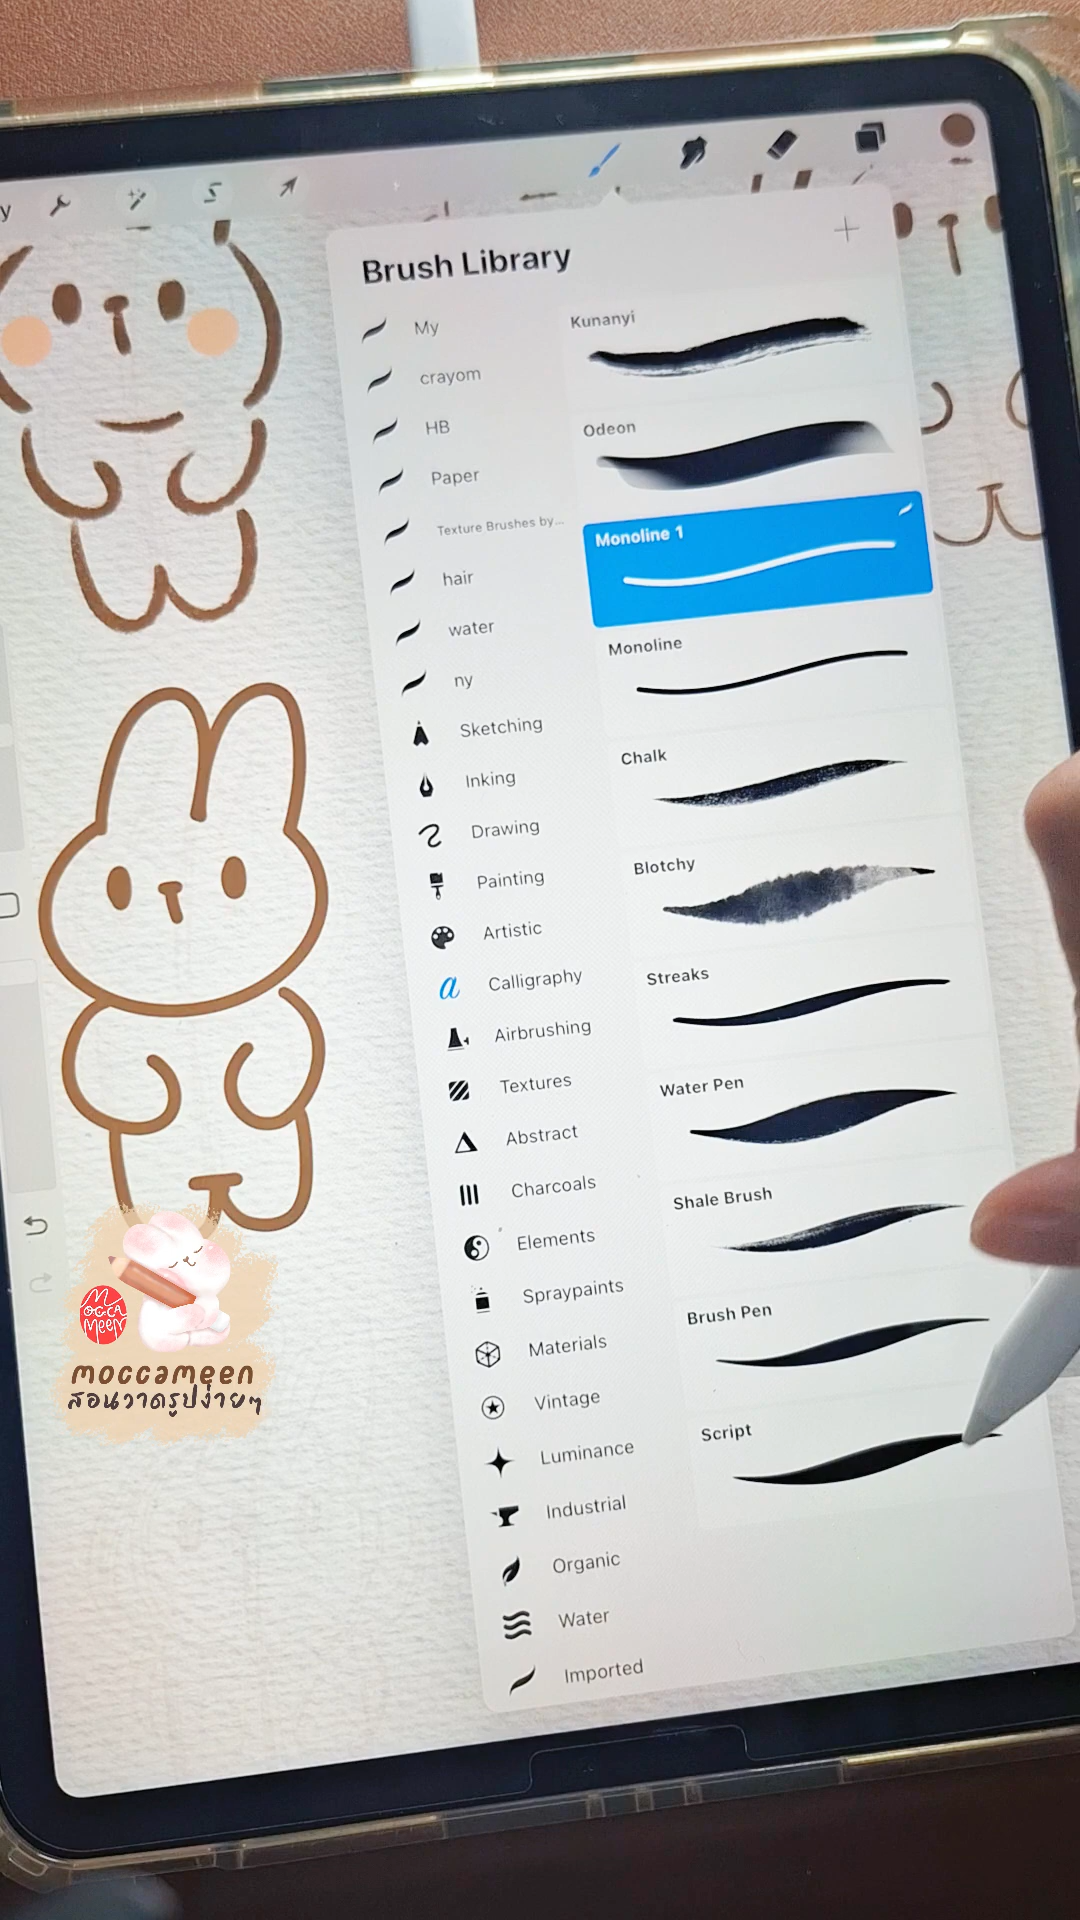 y
Brush Library
My
crayom
HB
Paper
Texture Brushes by...
hair
water
ny
Sketching
Inking
Drawing
Painting
Artistic
Calligraphy
Airbrushing
Textures
Abstract
Charcoals
Elements
Spraypaints
Materials
Vintage
Luminance
Industrial
Organic
Water
Imported
Kunanyi
Odeon
Monoline 1
Monoline
Chalk
Blotchy
Streaks
Water Pen
Shale Brush
Brush Pen
Script
MOCCA
MEEN
moccameen
สอนวาดรูปง่ายๆ